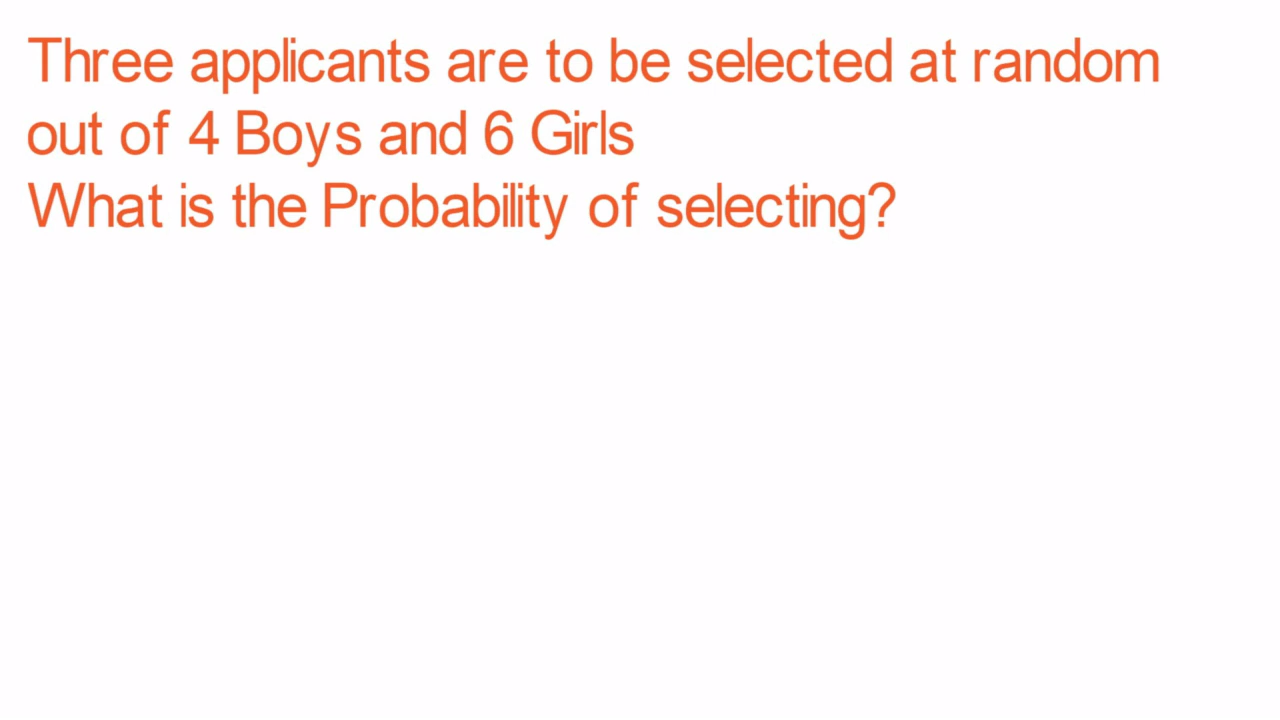 Three applicants are to be selected at random
out of 4 Boys and 6 Girls
What is the Probability of selecting?